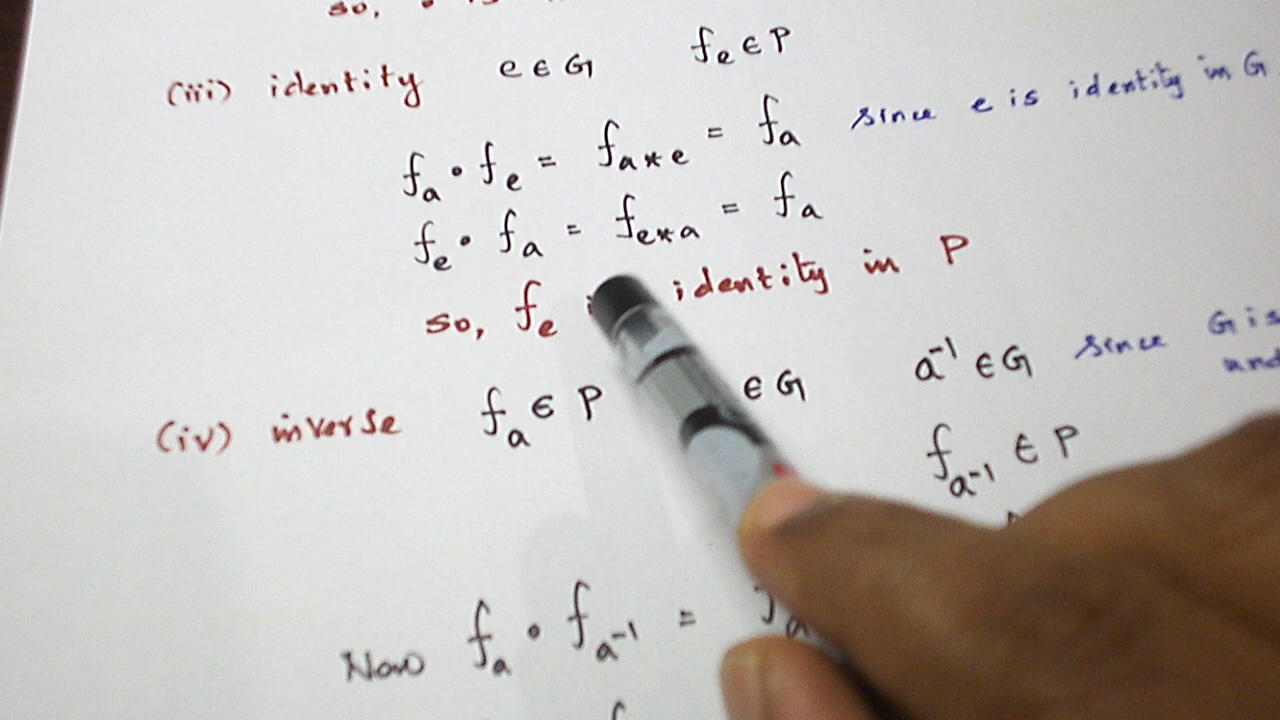 so,
(iii) identity e ∈ G f_e ∈ P
f_a • f_e = f_{a*e} = f_a since e is identity in G
f_e • f_a = f_{e*a} = f_a
so, f_e identity in P
(iv) inverse f_a ∈ P ∈ G a^{-1} ∈ G since G is
f_{a^{-1}} ∈ P
Now f_a • f_{a^{-1}} =